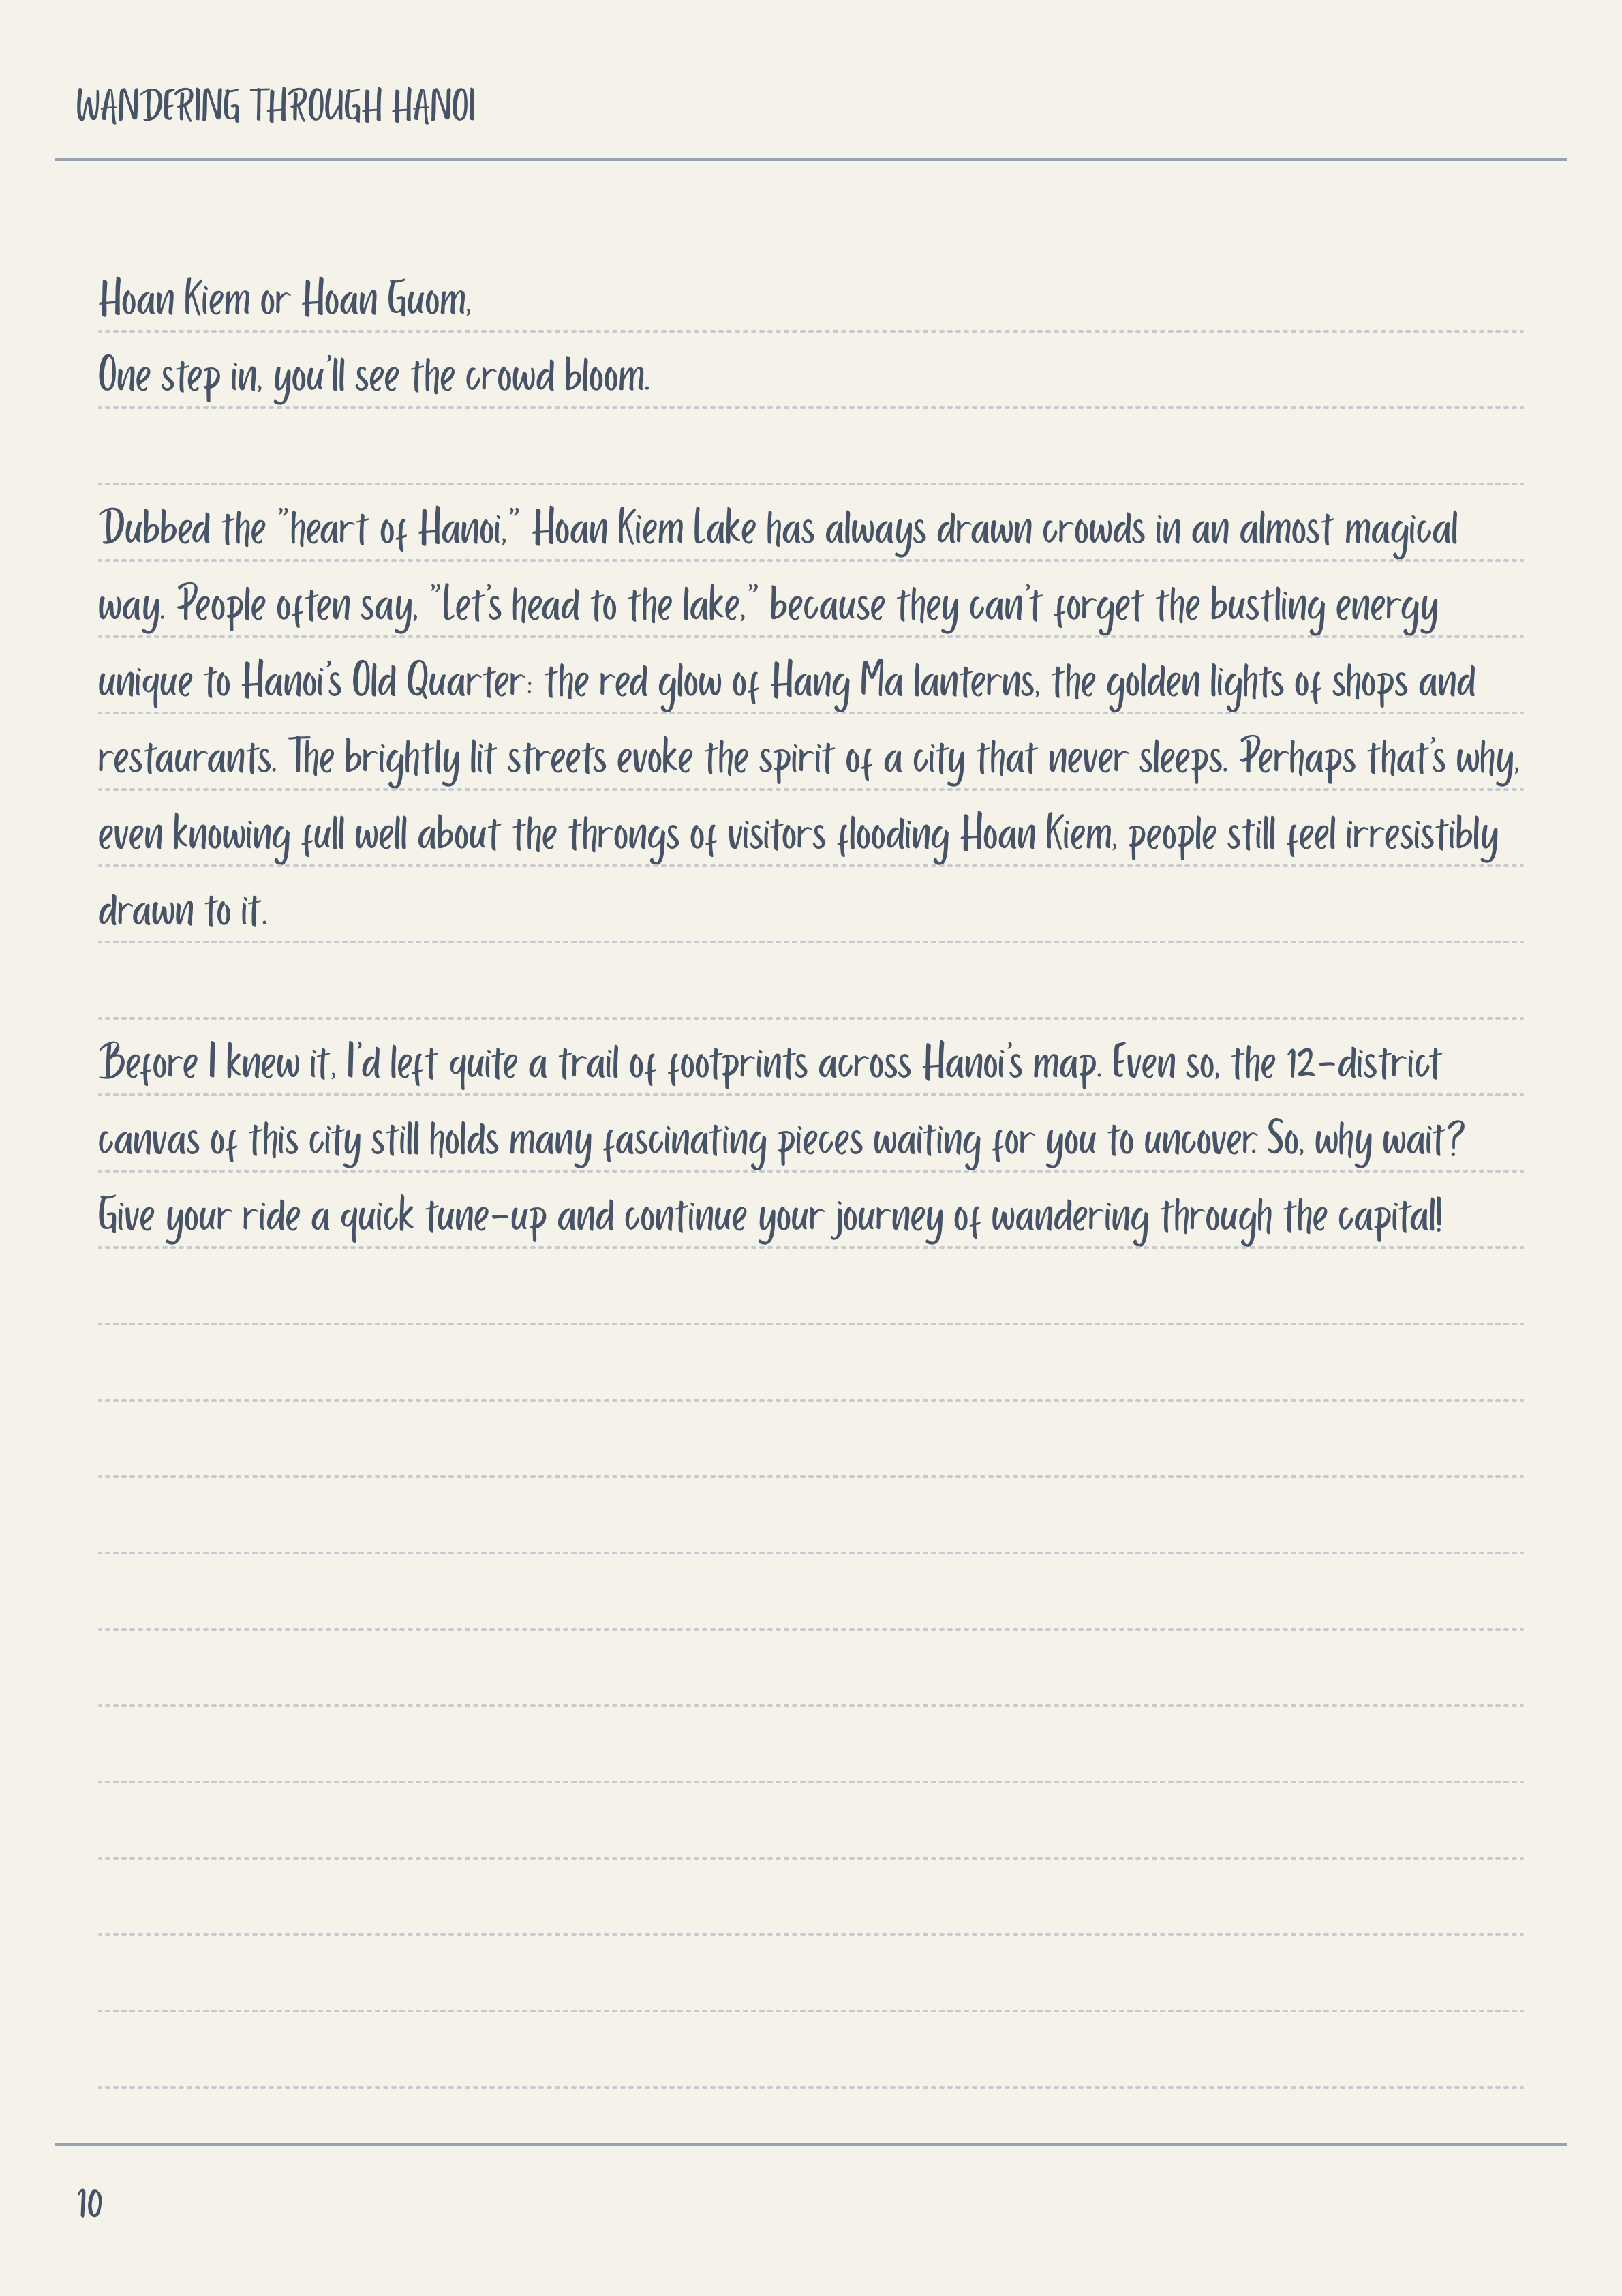 WANDERING THROUGH HANOI
Hoan Kiem or Hoan Guom,
One step in, you'll see the crowd bloom.
Dubbed the "heart of Hanoi," Hoan Kiem Lake has always drawn crowds in an almost magical
way. People often say, "Let's head to the lake," because they can't forget the bustling energy
unique to Hanoi's Old Quarter: the red glow of Hang Ma lanterns, the golden lights of shops and
restaurants. The brightly lit streets evoke the spirit of a city that never sleeps. Perhaps that's why,
even knowing full well about the throngs of visitors flooding Hoan Kiem, people still feel irresistibly
drawn to it.
Before I knew it, I'd left quite a trail of footprints across Hanoi's map. Even so, the 12-district
canvas of this city still holds many fascinating pieces waiting for you to uncover. So, why wait?
Give your ride a quick tune-up and continue your journey of wandering through the capital!
10